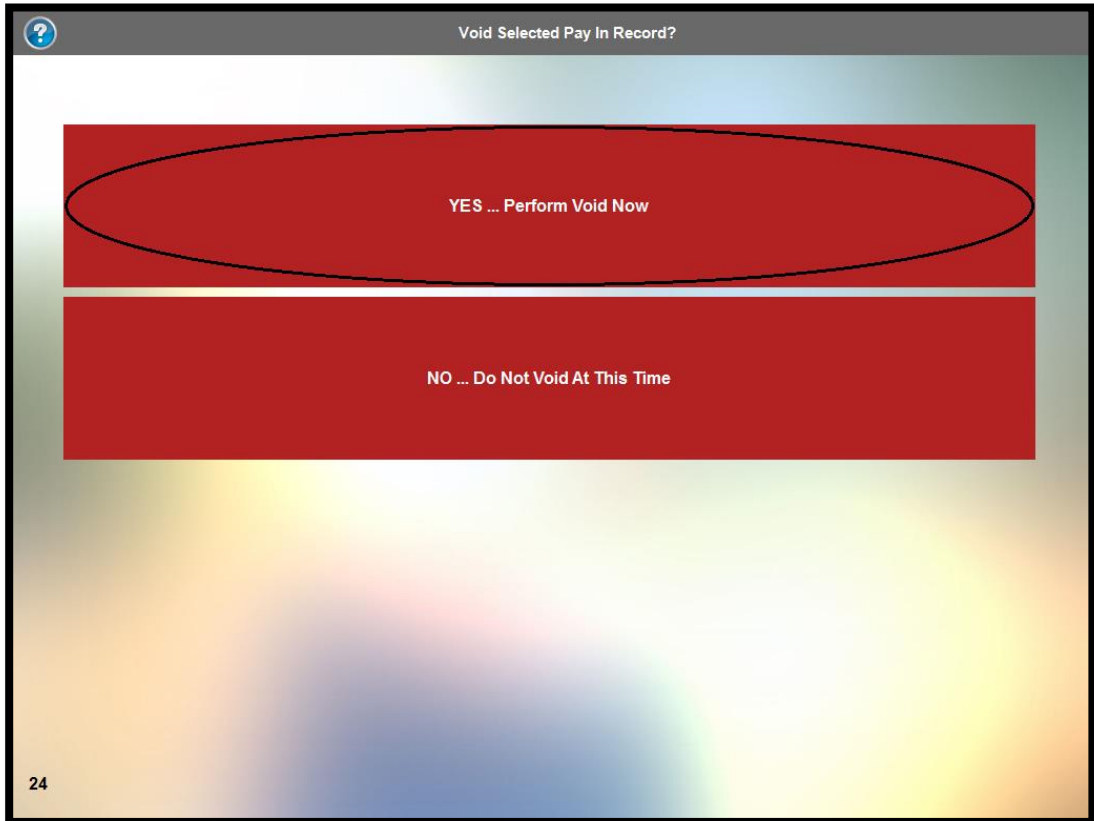 ?
Void Selected Pay In Record?
YES ... Perform Void Now
NO ... Do Not Void At This Time
24